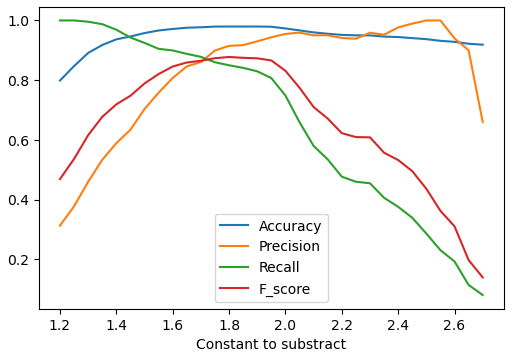 1.0
0.8
0.6
0.4
0.2
Accuracy
Precision
Recall
F_score
1.2 1.4 1.6 1.8 2.0 2.2 2.4 2.6
Constant to substract